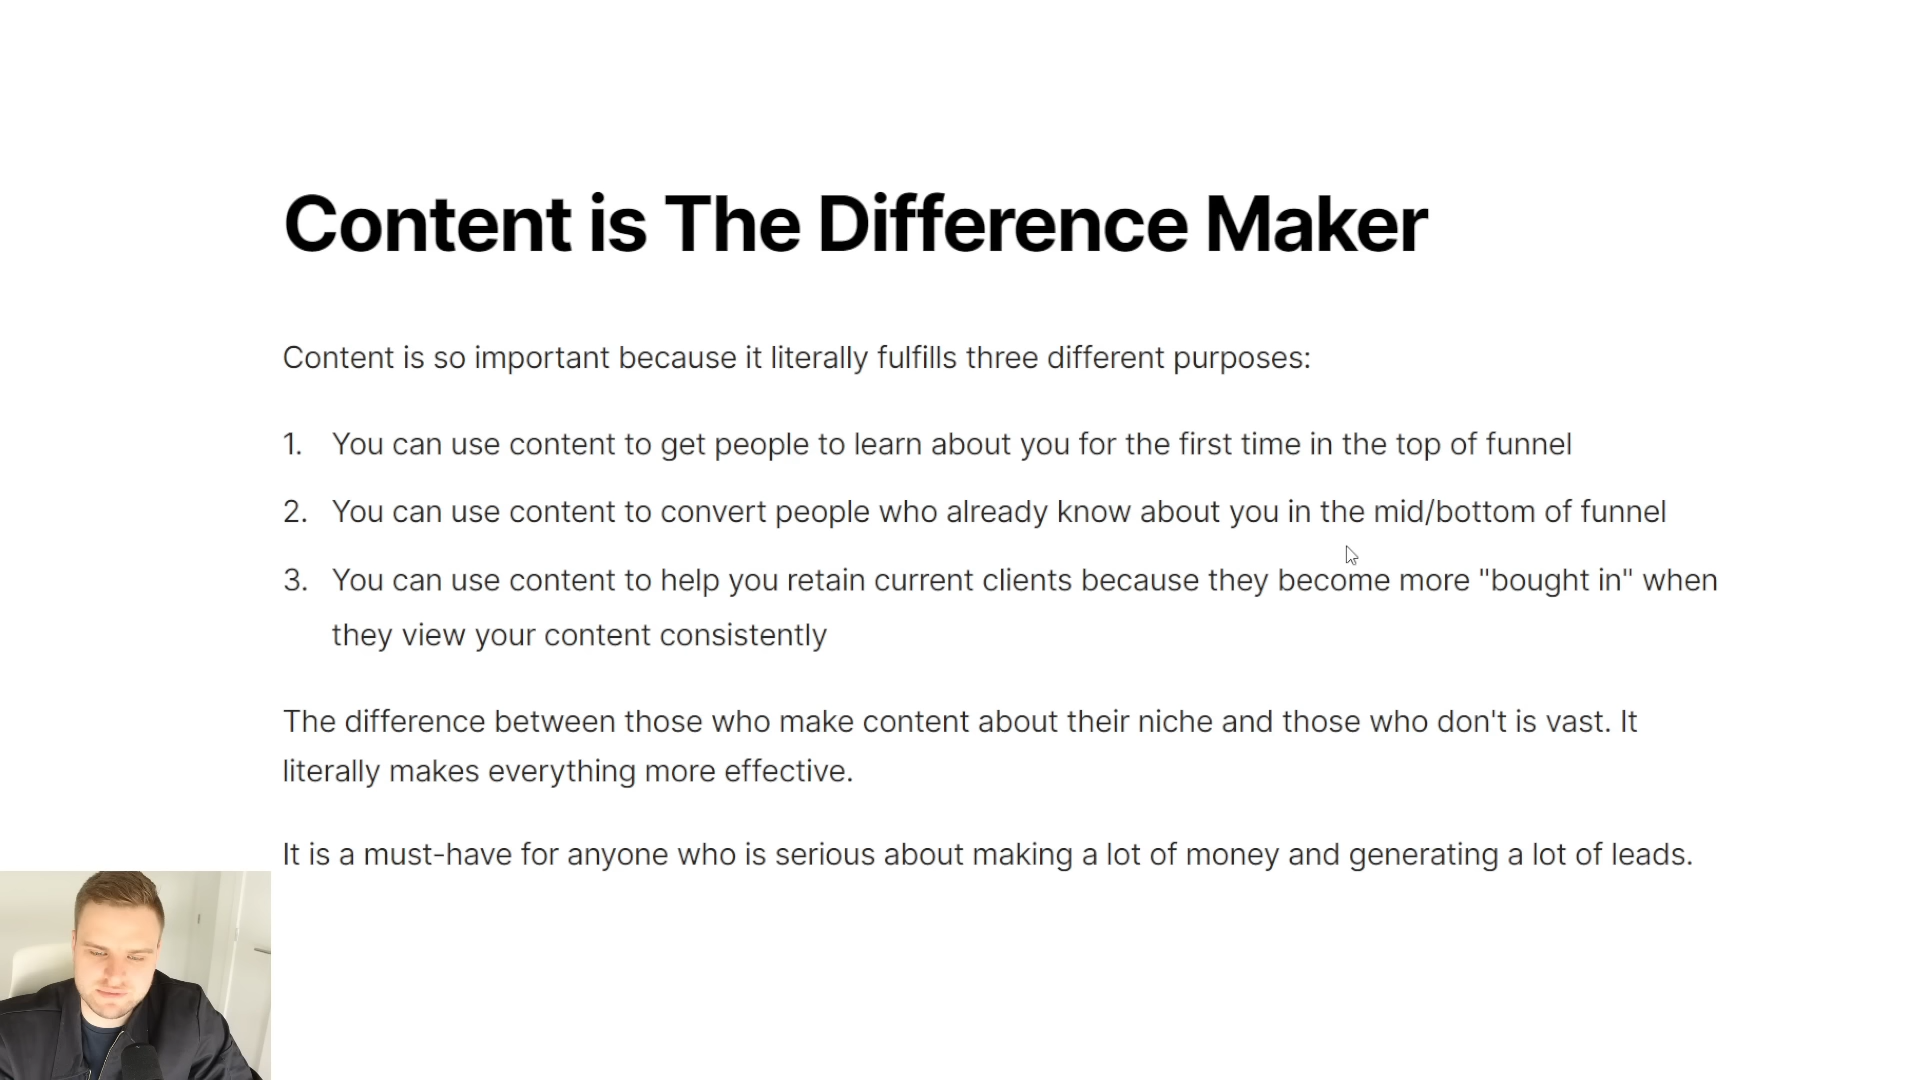 Content is The Difference Maker
Content is so important because it literally fulfills three different purposes:
1. You can use content to get people to learn about you for the first time in the top of funnel
2. You can use content to convert people who already know about you in the mid/bottom of funnel
3. You can use content to help you retain current clients because they become more "bought in" when
they view your content consistently
The difference between those who make content about their niche and those who don't is vast. It
literally makes everything more effective.
It is a must-have for anyone who is serious about making a lot of money and generating a lot of leads.